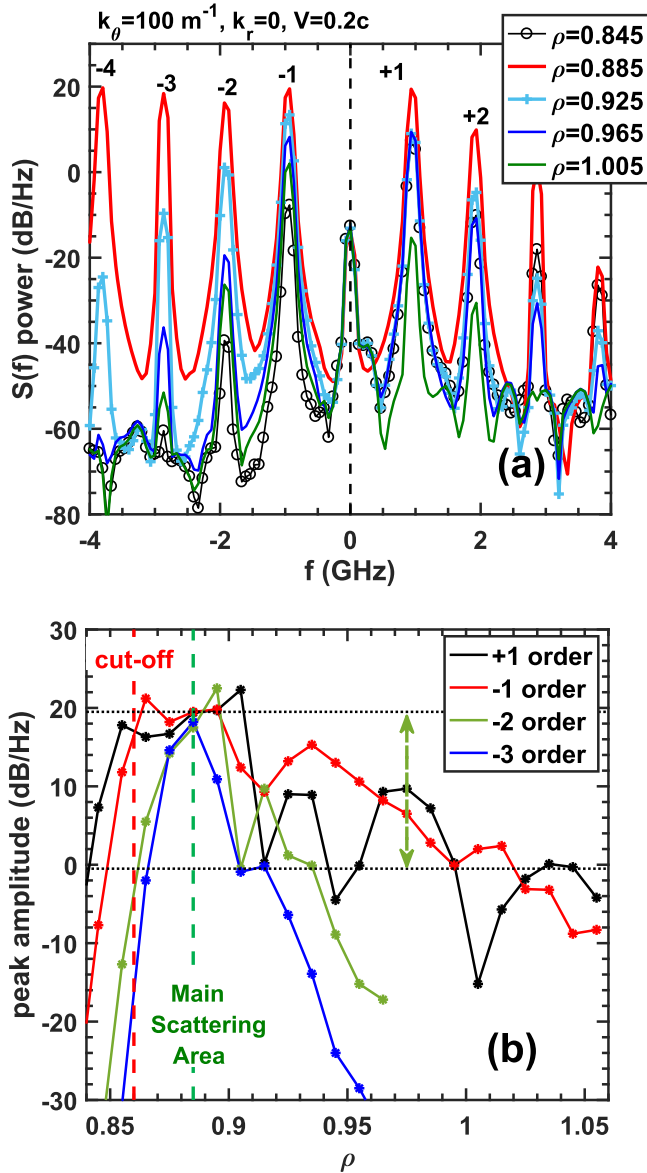 k_θ=100 m⁻¹, k_r=0, V=0.2c
-4
-3
-2
-1
+1
+2
ρ=0.845
ρ=0.885
ρ=0.925
ρ=0.965
ρ=1.005
20
0
-20
-40
-60
-80
S(f) power (dB/Hz)
-4
-2
0
2
4
f (GHz)
(a)
30
20
10
0
-10
-20
-30
peak amplitude (dB/Hz)
cut-off
+1 order
-1 order
-2 order
-3 order
Main
Scattering
Area
(b)
0.85
0.9
0.95
1
1.05
ρ